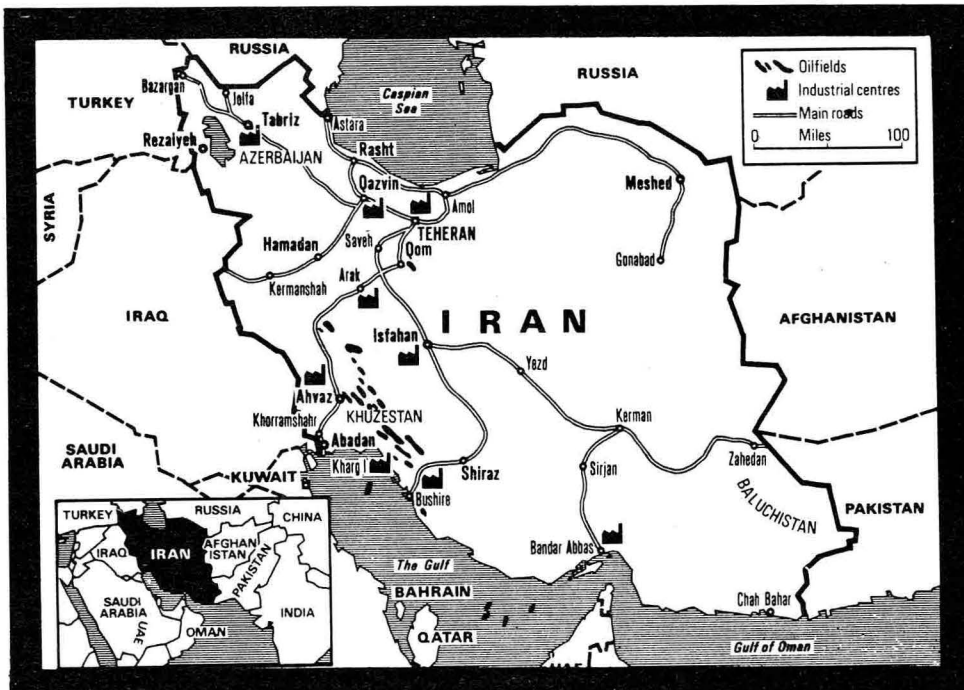 RUSSIA
RUSSIA
Oilfields
Industrial centres
Main roads
0 Miles 100
TURKEY
Bazargan
Jolfa
Caspian
Sea
Tabriz
Astara
Rezaiyeh
AZERBAIJAN
Rasht
Qazvin
Meshed
Amol
TEHERAN
SYRIA
Hamadan
Saveh
Qom
Gonabad
Kermanshah
Arak
IRAQ
IRAN
AFGHANISTAN
Isfahan
Yezd
Ahvaz
Khorramshahr
KHUZESTAN
Kerman
Abadan
SAUDI
ARABIA
Kharg I
Shiraz
Sirjan
Zahedan
KUWAIT
Bushire
BALUCHISTAN
PAKISTAN
Bandar Abbas
The Gulf
BAHRAIN
Chah Bahar
QATAR
Gulf of Oman
UAE
TURKEY
RUSSIA
CHINA
IRAQ
IRAN
AFGHAN
ISTAN
PAKISTAN
SAUDI
ARABIA
UAE
OMAN
INDIA